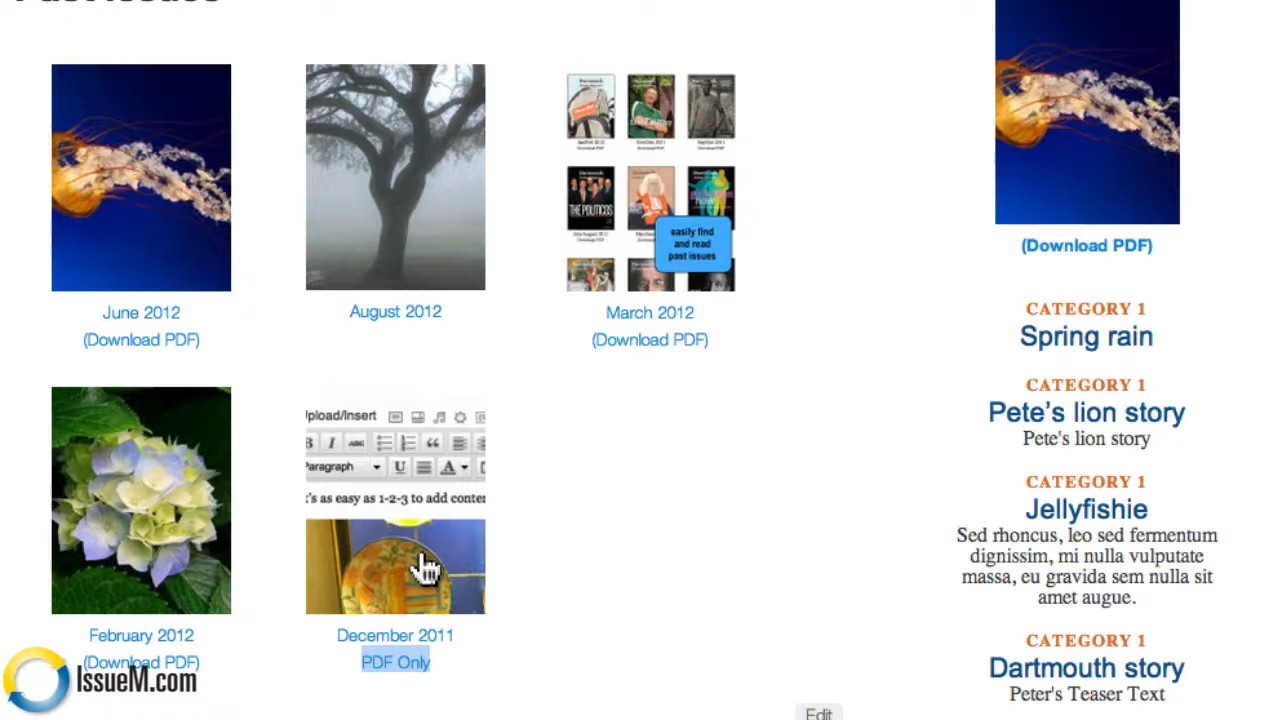 June 2012
(Download PDF)
August 2012
easily find
and read
past issues
THE POLITICOS
March 2012
(Download PDF)
February 2012
(Download PDF)
Upload/Insert
B I ABC
Paragraph
U A
's as easy as 1-2-3 to add conten
December 2011
PDF Only
IssueM.com
Edit
(Download PDF)
CATEGORY 1
Spring rain
CATEGORY 1
Pete's lion story
Pete's lion story
CATEGORY 1
Jellyfishie
Sed rhoncus, leo sed fermentum
dignissim, mi nulla vulputate
massa, eu gravida sem nulla sit
amet augue.
CATEGORY 1
Dartmouth story
Peter's Teaser Text